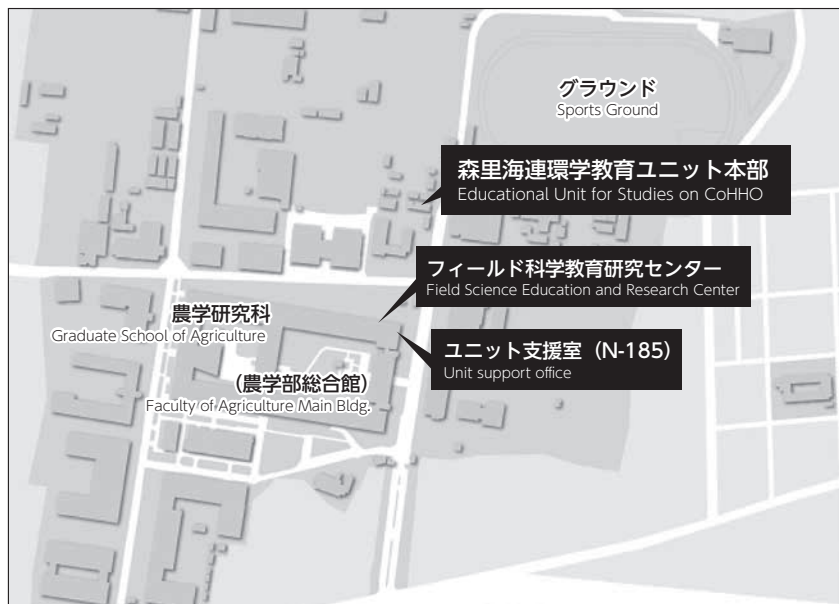 グラウンド
Sports Ground
森里海連環学教育ユニット本部
Educational Unit for Studies on CoHHO
フィールド科学教育研究センター
Field Science Education and Research Center
農学研究科
Graduate School of Agriculture
ユニット支援室（N-185）
Unit support office
（農学部総合館）
Faculty of Agriculture Main Bldg.